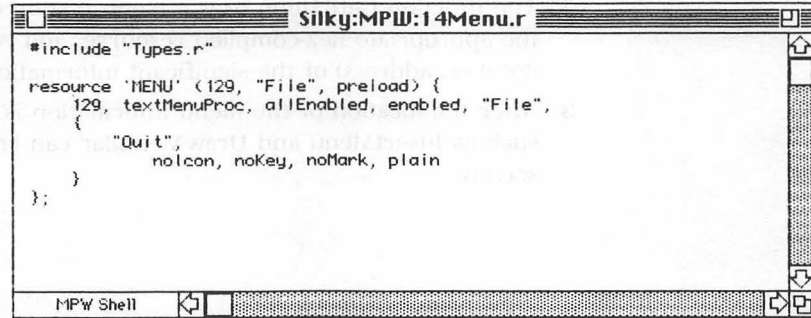 Silky:MPW:14Menu.r
#include "Types.r"
resource 'MENU' (129, "File", preload) {
129, textMenuProc, allEnabled, enabled, "File",
{
"Quit",
noIcon, noKey, noMark, plain
}
};
MPW Shell